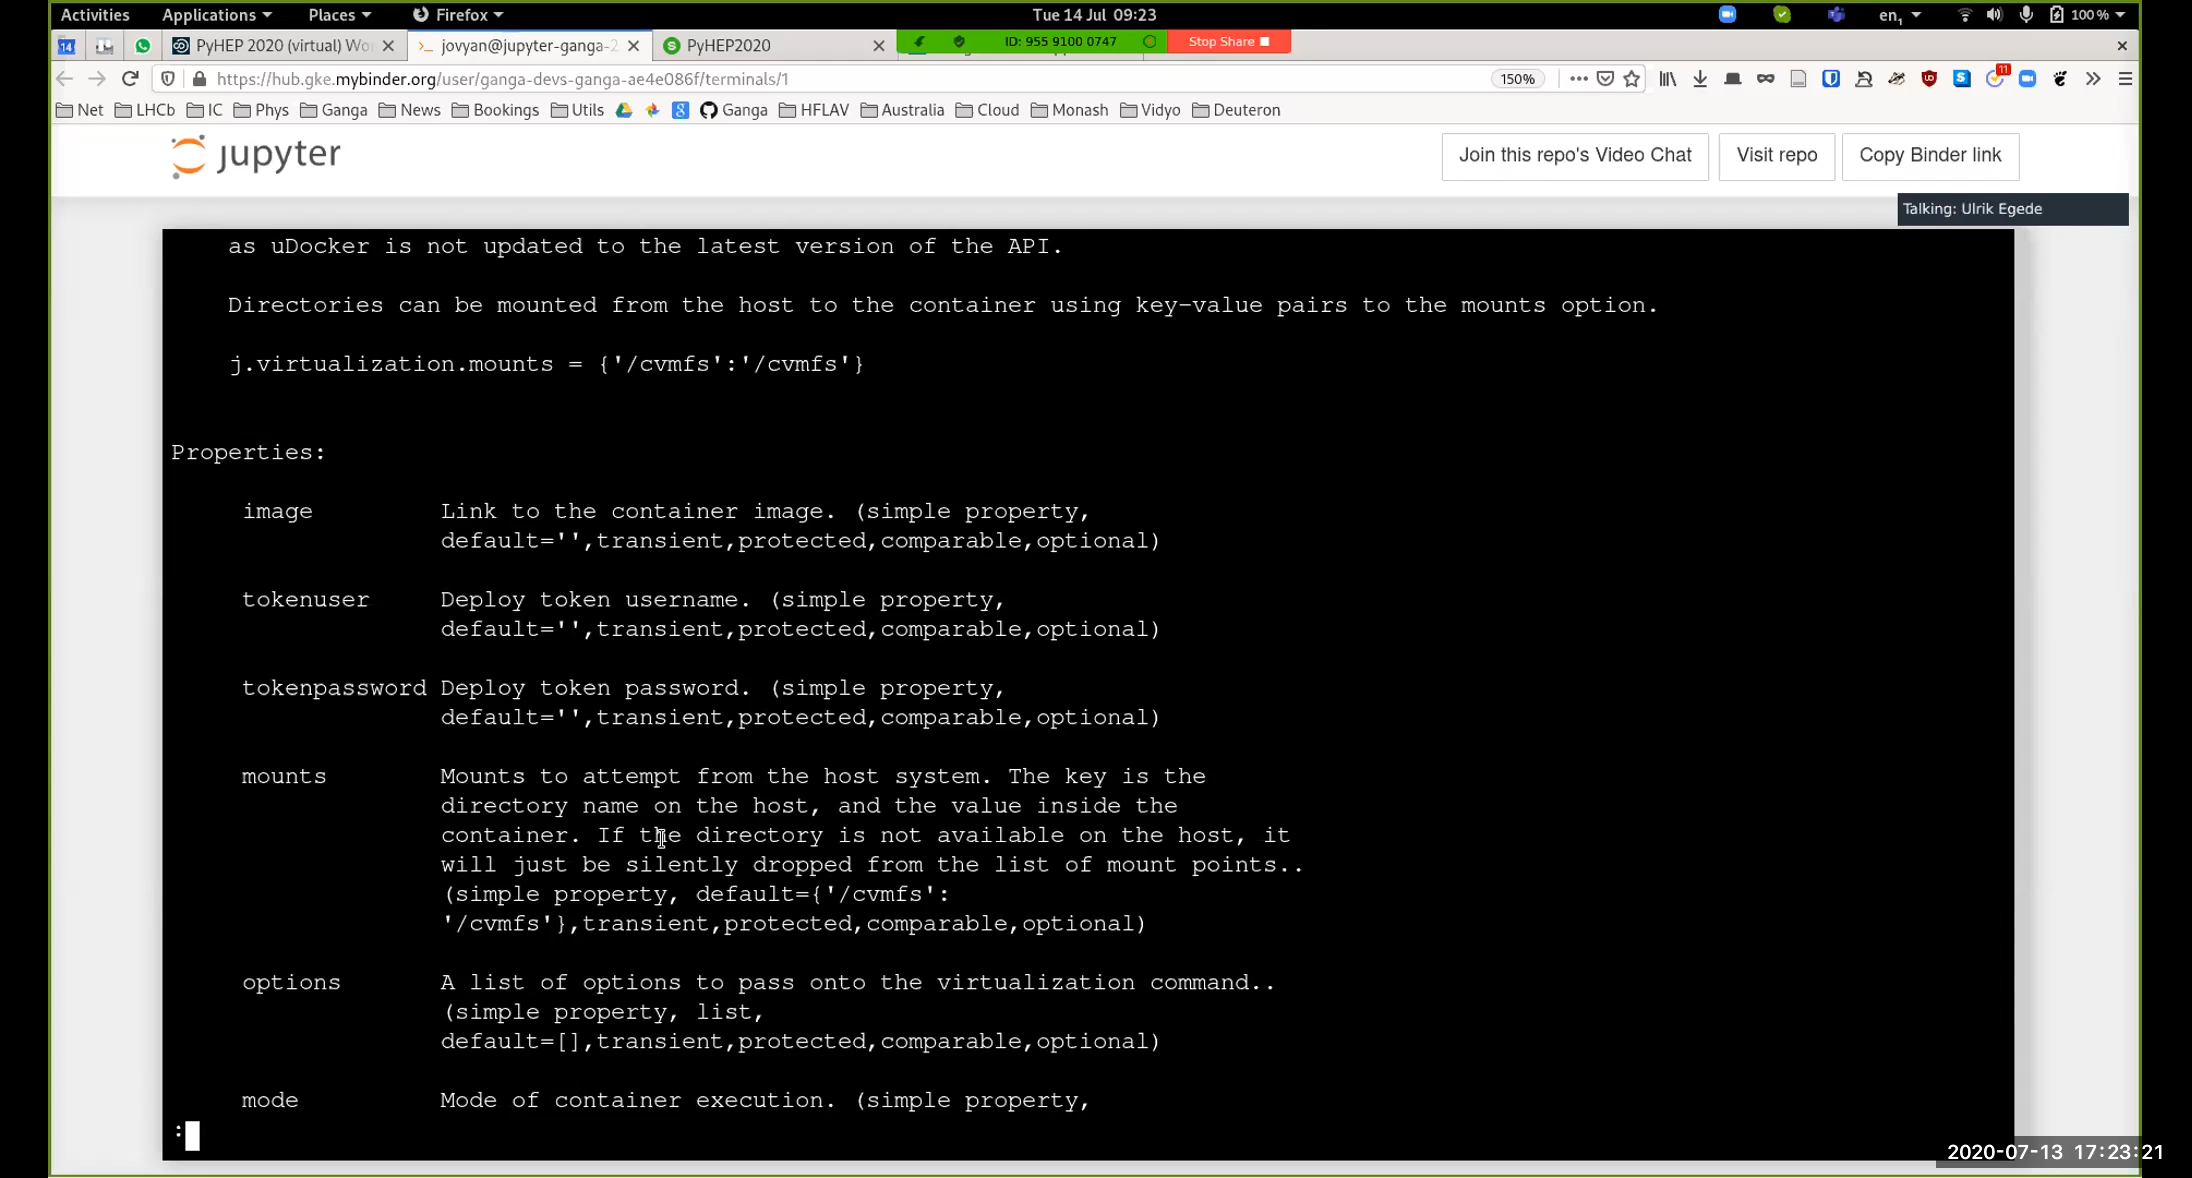 Activities Applications Places Firefox Tue 14 Jul 09:23 en1 100 %
14 PyHEP 2020 (virtual) Wo jovyan@jupyter-ganga-2 PyHEP2020 ID: 955 9100 0747 Stop Share
https://hub.gke.mybinder.org/user/ganga-devs-ganga-ae4e086f/terminals/1 150% 11
Net LHCb IC Phys Ganga News Bookings Utils Ganga HFLAV Australia Cloud Monash Vidyo Deuteron
jupyter Join this repo's Video Chat Visit repo Copy Binder link
Talking: Ulrik Egede
as uDocker is not updated to the latest version of the API.
Directories can be mounted from the host to the container using key-value pairs to the mounts option.
j.virtualization.mounts = {'/cvmfs':'/cvmfs'}
Properties:
image Link to the container image. (simple property,
default='',transient,protected,comparable,optional)
tokenuser Deploy token username. (simple property,
default='',transient,protected,comparable,optional)
tokenpassword Deploy token password. (simple property,
default='',transient,protected,comparable,optional)
mounts Mounts to attempt from the host system. The key is the
directory name on the host, and the value inside the
container. If the directory is not available on the host, it
will just be silently dropped from the list of mount points..
(simple property, default={'/cvmfs':
'/cvmfs'},transient,protected,comparable,optional)
options A list of options to pass onto the virtualization command..
(simple property, list,
default=[],transient,protected,comparable,optional)
mode Mode of container execution. (simple property,
:
2020-07-13 17:23:21